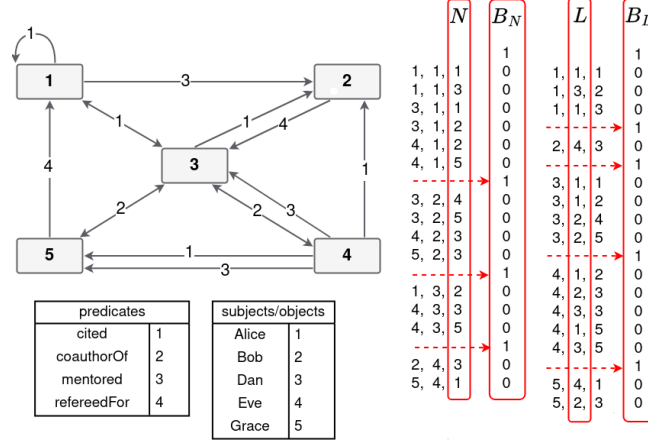 1
1 3 2
1 1 4
3
4 1
2 2 3
5 1 4
3
predicates
cited 1
coauthorOf 2
mentored 3
refereedFor 4
subjects/objects
Alice 1
Bob 2
Dan 3
Eve 4
Grace 5
N B_N
1
1, 1, 1 0
1, 1, 3 0
3, 1, 1 0
3, 1, 2 0
4, 1, 2 0
4, 1, 5 0
1
3, 2, 4 0
3, 2, 5 0
4, 2, 3 0
5, 2, 3 0
1
1, 3, 2 0
4, 3, 3 0
4, 3, 5 0
1
2, 4, 3 0
5, 4, 1 0
L B_L
1
1, 1, 1 0
1, 3, 2 0
1, 1, 3 0
1
2, 4, 3 0
1
3, 1, 1 0
3, 1, 2 0
3, 2, 4 0
3, 2, 5 0
1
4, 1, 2 0
4, 2, 3 0
4, 3, 3 0
4, 1, 5 0
4, 3, 5 0
1
5, 4, 1 0
5, 2, 3 0